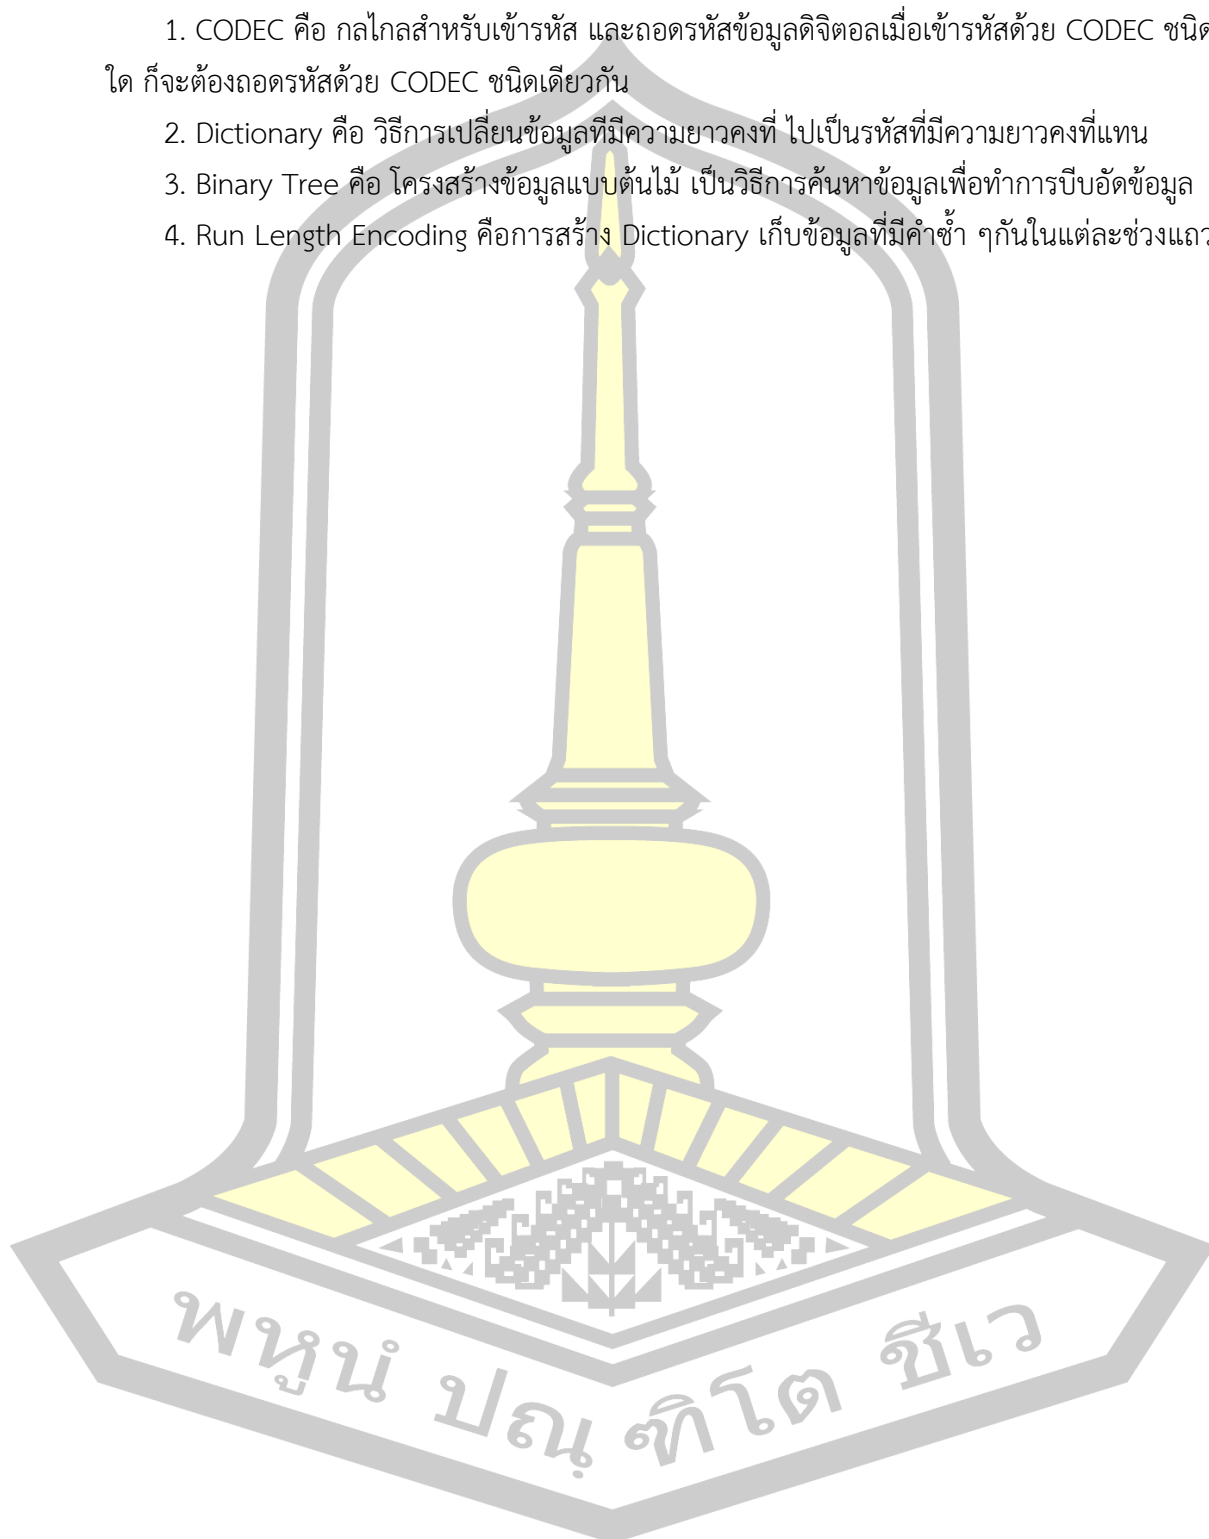 1. CODEC คือ กลไกลสำหรับเข้ารหัส และถอดรหัสข้อมูลดิจิตอลเมื่อเข้ารหัสด้วย CODEC ชนิด
ใด ก็จะต้องถอดรหัสด้วย CODEC ชนิดเดียวกัน
2. Dictionary คือ วิธีการเปลี่ยนข้อมูลที่มีความยาวคงที่ ไปเป็นรหัสที่มีความยาวคงที่แทน
3. Binary Tree คือ โครงสร้างข้อมูลแบบต้นไม้ เป็นวิธีการค้นหาข้อมูลเพื่อทำการบีบอัดข้อมูล
4. Run Length Encoding คือการสร้าง Dictionary เก็บข้อมูลที่มีคำซ้ำ ๆกันในแต่ละช่วงแถว
พหูนํ ปณฺฑิโต ชีเว